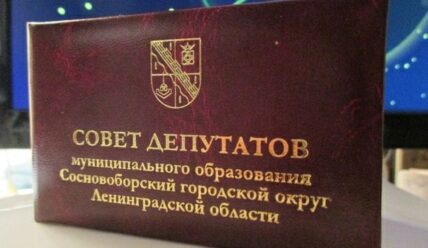 СОВЕТ ДЕПУТАТОВ
муниципального образования
Сосновоборский городской округ
Ленинградской области